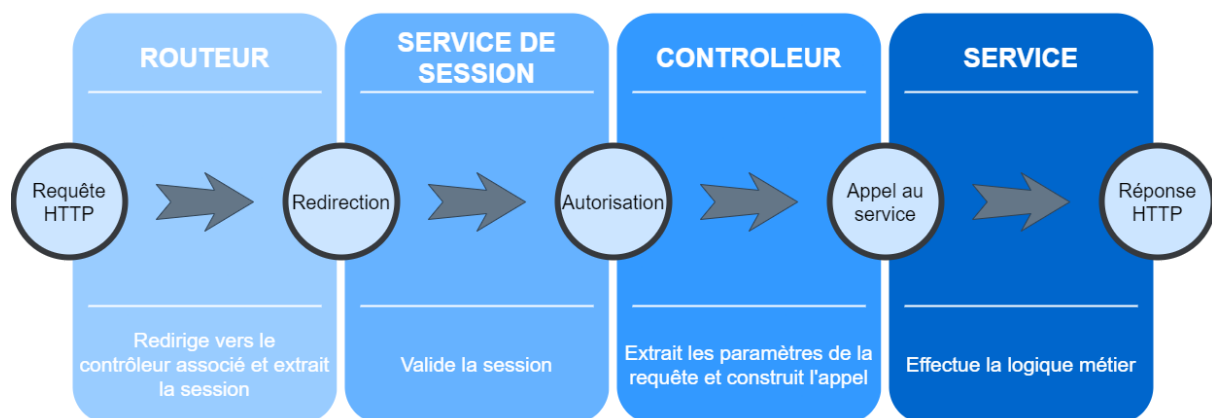 ROUTEUR
SERVICE DE
SESSION
CONTROLEUR
SERVICE
Requête
HTTP
Redirection
Autorisation
Appel au
service
Réponse
HTTP
Redirige vers le
contrôleur associé et extrait
la session
Valide la session
Extrait les paramètres de la
requête et construit l'appel
Effectue la logique métier